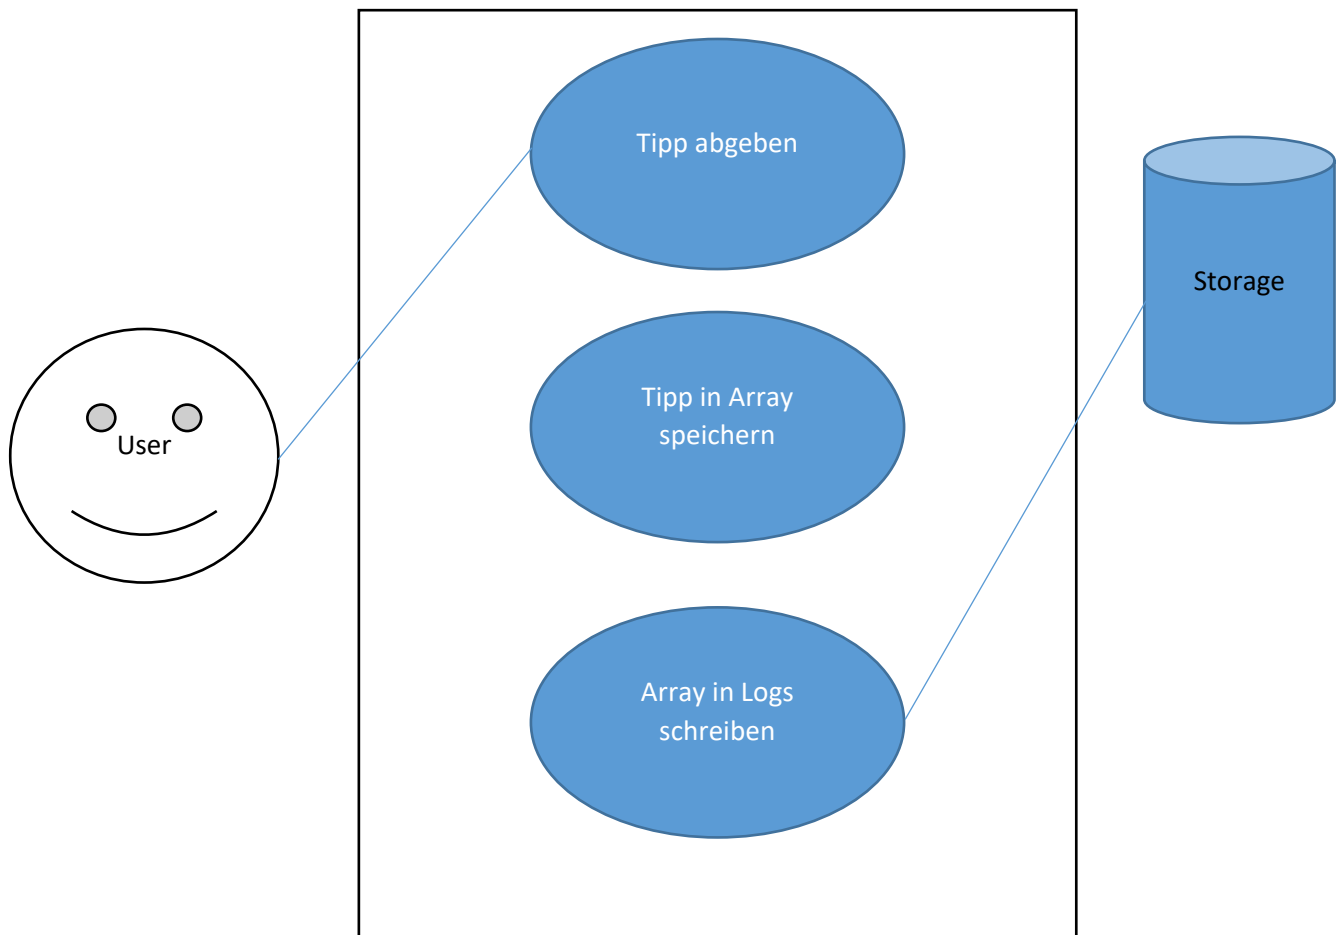 Tipp abgeben
Storage
Tipp in Array
speichern
User
Array in Logs
schreiben